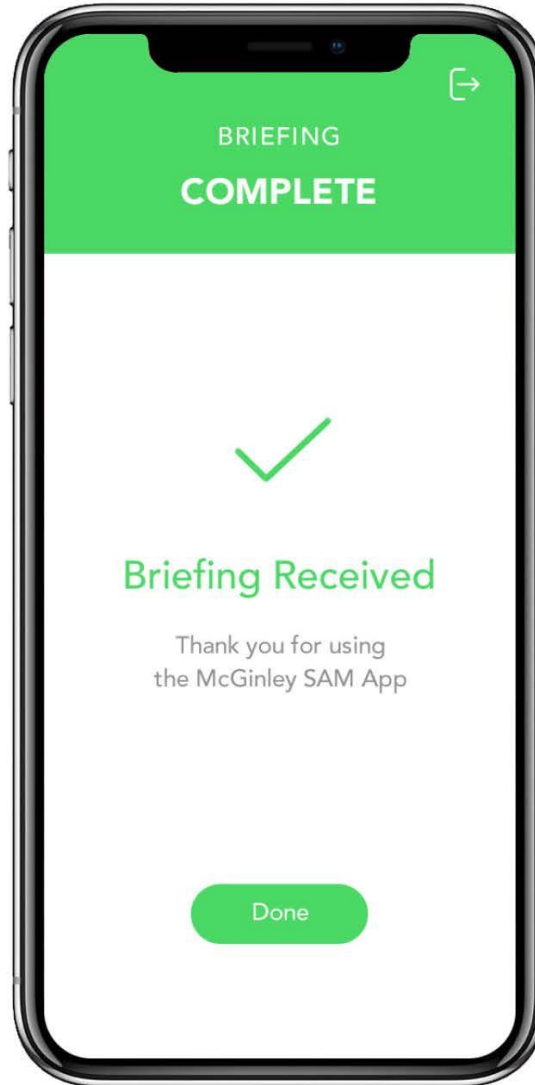 BRIEFING
COMPLETE
Briefing Received
Thank you for using
the McGinley SAM App
Done